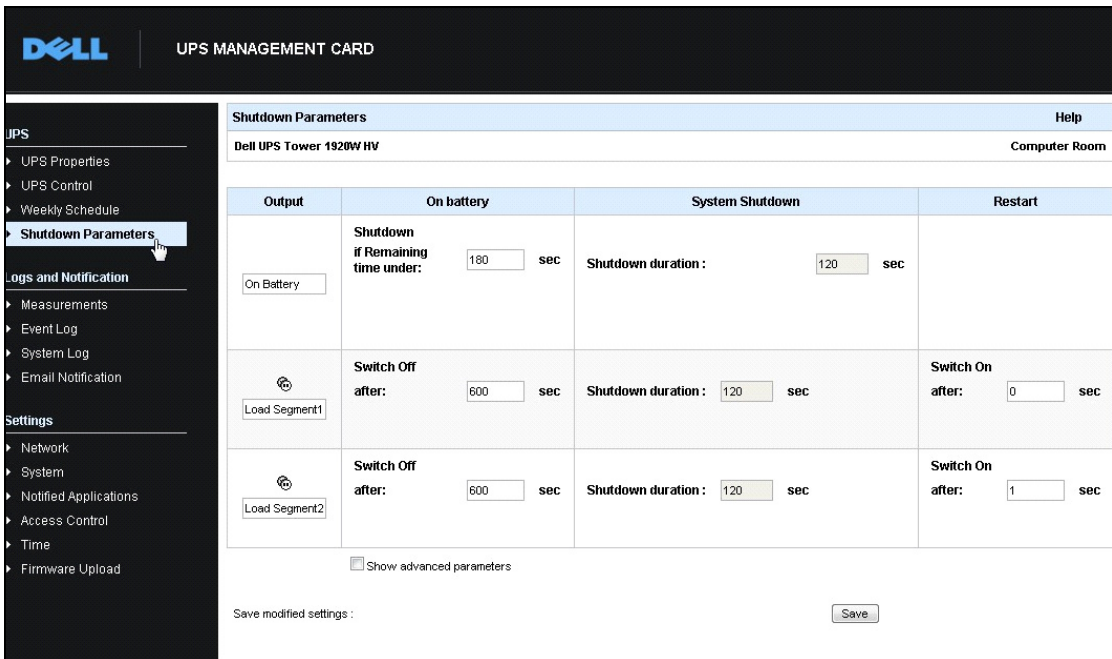 DELL
UPS MANAGEMENT CARD
UPS
UPS Properties
UPS Control
Weekly Schedule
Shutdown Parameters
Logs and Notification
Measurements
Event Log
System Log
Email Notification
Settings
Network
System
Notified Applications
Access Control
Time
Firmware Upload
Shutdown Parameters Help
Dell UPS Tower 1920W HV Computer Room
Output On battery System Shutdown Restart
On Battery
Shutdown
if Remaining
time under: 180 sec
Shutdown duration : 120 sec
Load Segment1
Switch Off
after: 600 sec
Shutdown duration : 120 sec
Switch On
after: 0 sec
Load Segment2
Switch Off
after: 600 sec
Shutdown duration : 120 sec
Switch On
after: 1 sec
Show advanced parameters
Save modified settings : Save